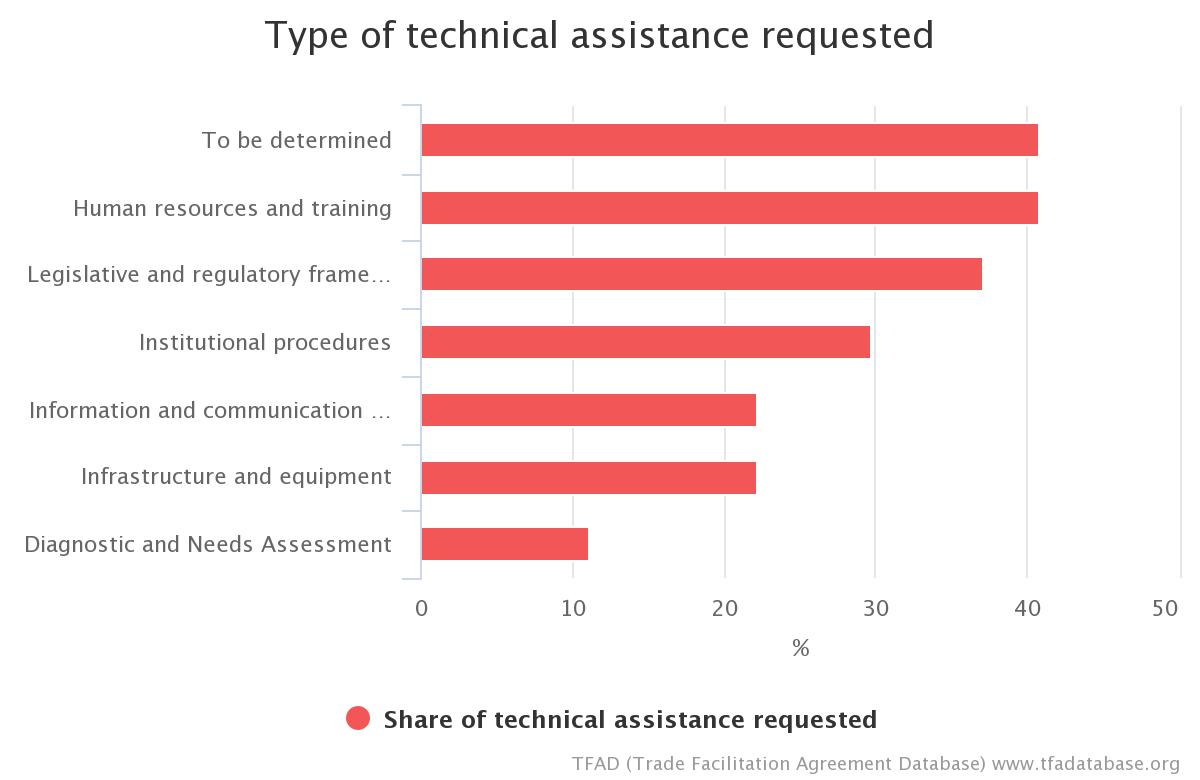 Type of technical assistance requested
To be determined
Human resources and training
Legislative and regulatory frame...
Institutional procedures
Information and communication ...
Infrastructure and equipment
Diagnostic and Needs Assessment
0 10 20 30 40 50
%
Share of technical assistance requested
TFAD (Trade Facilitation Agreement Database) www.tfadatabase.org